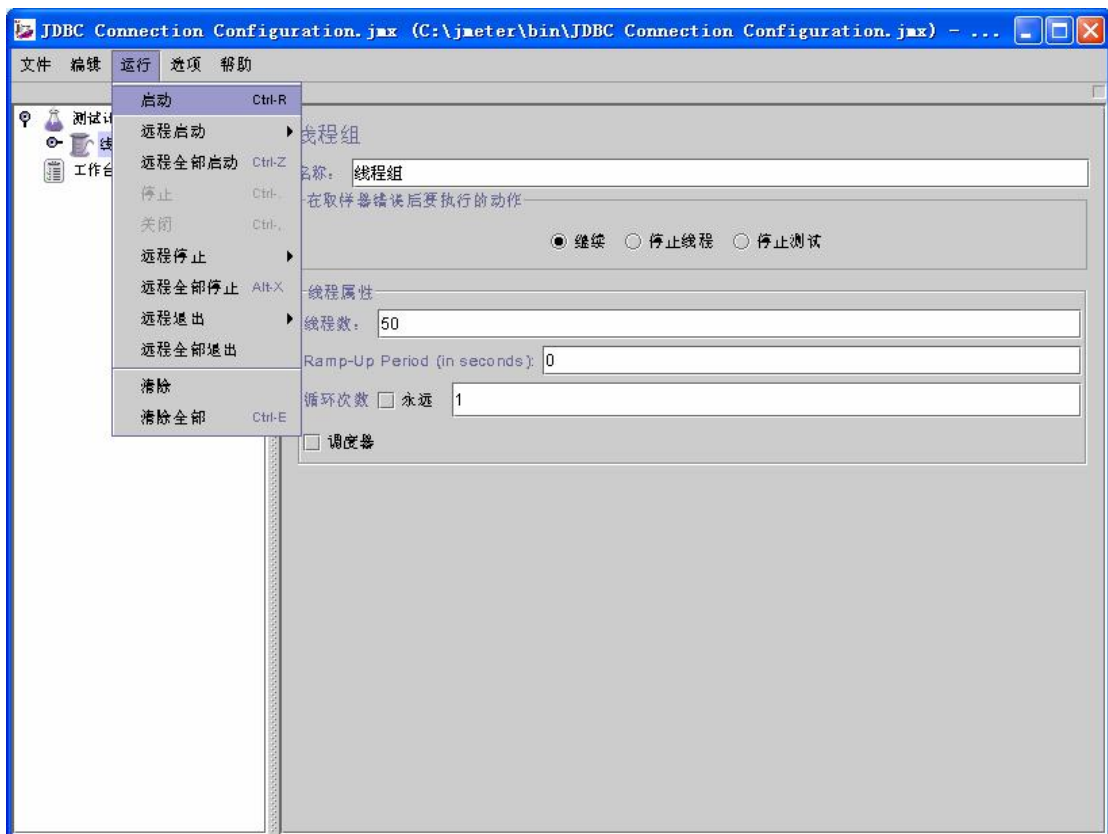 JDBC Connection Configuration.jmx (C:\jmeter\bin\JDBC Connection Configuration.jmx) - ...
文件 编辑 运行 选项 帮助
启动 Ctrl-R
远程启动
远程全部启动 Ctrl-Z
停止 Ctrl-.
关闭 Ctrl-,
远程停止
远程全部停止 Alt-X
远程退出
远程全部退出
清除
清除全部 Ctrl-E
测试
工作台
线程组
名称: 线程组
在取样器错误后要执行的动作
继续 停止线程 停止测试
线程属性
线程数: 50
Ramp-Up Period (in seconds): 0
循环次数 永远 1
调度器